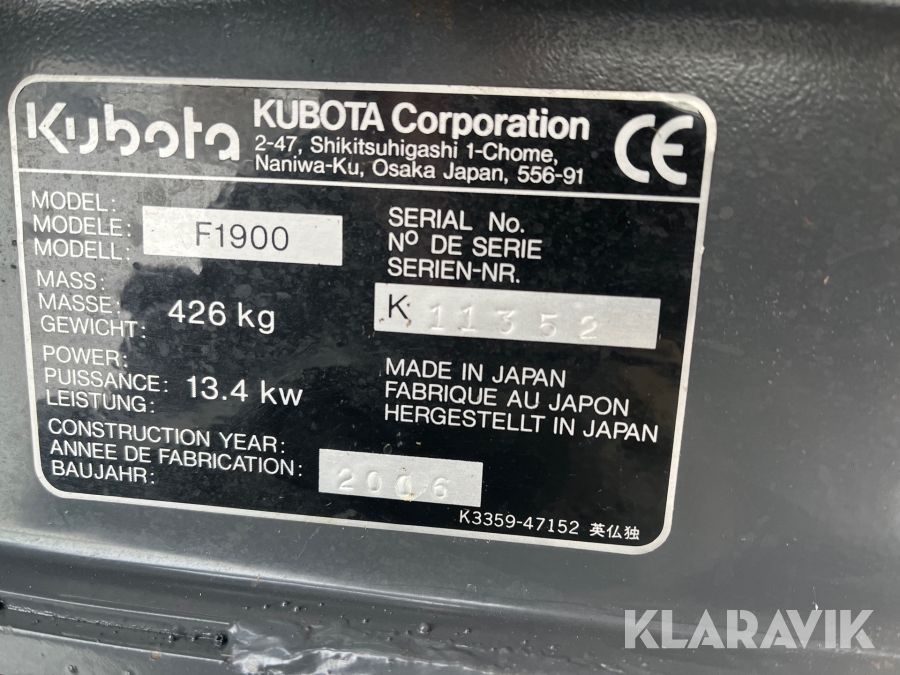 Kubota
KUBOTA Corporation
2-47, Shikitsuhigashi 1-Chome,
Naniwa-Ku, Osaka Japan, 556-91
CE
MODEL:
MODELE:
MODELL:
F1900
MASS:
MASSE:
GEWICHT:
426 kg
POWER:
PUISSANCE:
LEISTUNG:
13.4 kw
CONSTRUCTION YEAR:
ANNEE DE FABRICATION:
BAUJAHR:
2006
SERIAL No.
Nº DE SERIE
SERIEN-NR.
K 11352
MADE IN JAPAN
FABRIQUE AU JAPON
HERGESTELLT IN JAPAN
K3359-47152 英仏独
KLARAVIK